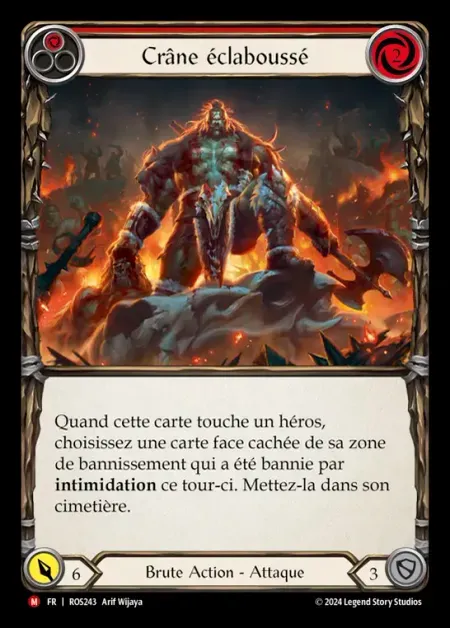 Crâne éclaboussé
2
Quand cette carte touche un héros,
choisissez une carte face cachée de sa zone
de bannissement qui a été bannie par
intimidation ce tour-ci. Mettez-la dans son
cimetière.
6
Brute Action - Attaque
3
M FR | ROS243 Arif Wijaya
© 2024 Legend Story Studios